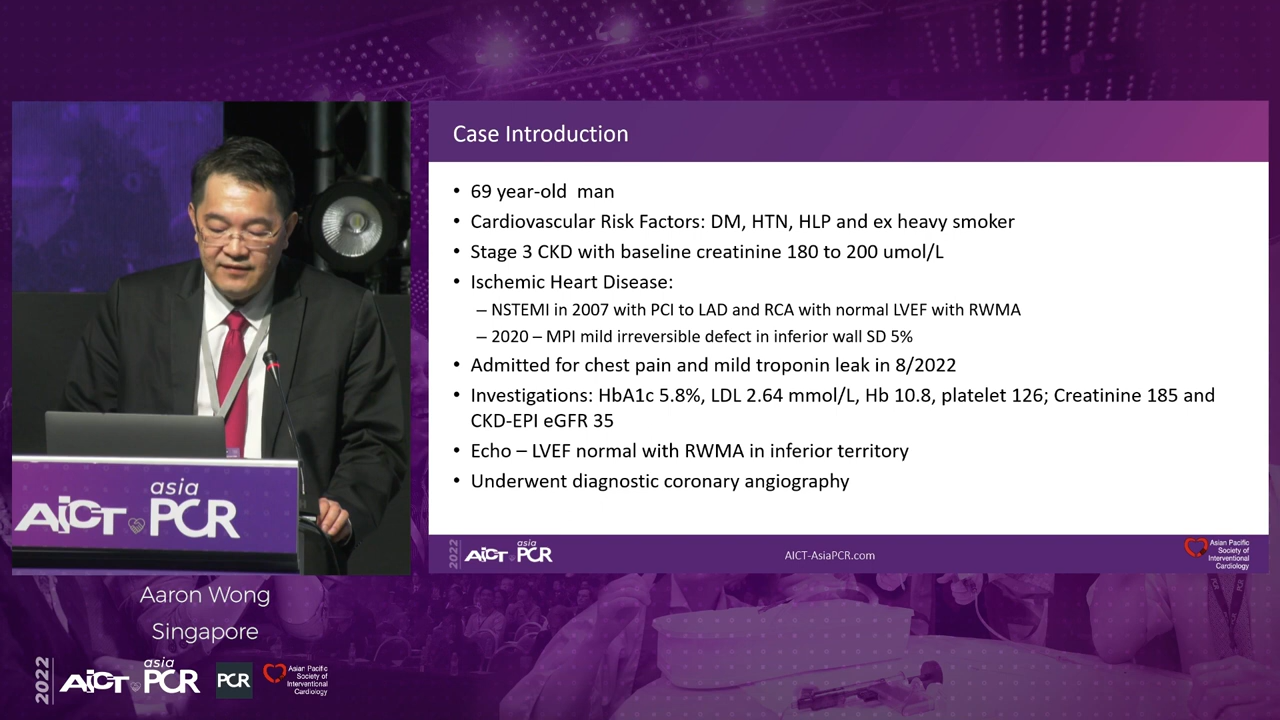 Case Introduction
• 69 year-old man
• Cardiovascular Risk Factors: DM, HTN, HLP and ex heavy smoker
• Stage 3 CKD with baseline creatinine 180 to 200 umol/L
• Ischemic Heart Disease:
– NSTEMI in 2007 with PCI to LAD and RCA with normal LVEF with RWMA
– 2020 – MPI mild irreversible defect in inferior wall SD 5%
• Admitted for chest pain and mild troponin leak in 8/2022
• Investigations: HbA1c 5.8%, LDL 2.64 mmol/L, Hb 10.8, platelet 126; Creatinine 185 and
CKD-EPI eGFR 35
• Echo – LVEF normal with RWMA in inferior territory
• Underwent diagnostic coronary angiography
2022 AICT asia PCR
AICT-AsiaPCR.com
Asian Pacific
Society of
Interventional
Cardiology
asia
AICT PCR
Aaron Wong
Singapore
2022 AICT asia PCR
PCR
Asian Pacific
Society of
Interventional
Cardiology